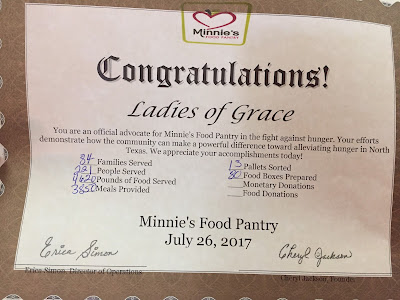 Minnie's
FOOD PANTRY
Congratulations!
Ladies of Grace
You are an official advocate for Minnie's Food Pantry in the fight against hunger. Your efforts
demonstrate how the community can make a powerful difference toward alleviating hunger in North
Texas. We appreciate your accomplishments today!
84 Families Served
221 People Served
4620 Pounds of Food Served
3850 Meals Provided
13 Pallets Sorted
80 Food Boxes Prepared
Monetary Donations
Food Donations
Minnie's Food Pantry
July 26, 2017
Erica Simon
Cheryl Jackson
Erica Simon, Director of Operations
Cheryl Jackson, Founder